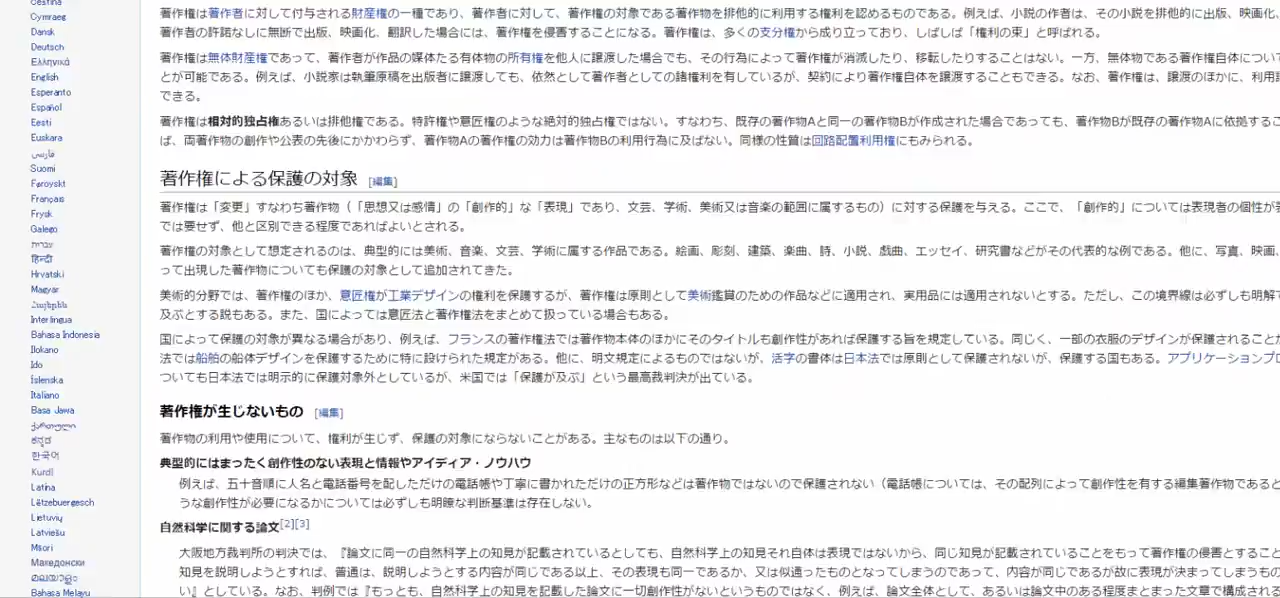 Čeština
Cymraeg
Dansk
Deutsch
Ελληνικά
English
Esperanto
Español
Eesti
Euskara
فارسی
Suomi
Føroyskt
Français
Frysk
Galego
עברית
हिन्दी
Hrvatski
Magyar
Հայերեն
Interlingua
Bahasa Indonesia
Ilokano
Ido
Íslenska
Italiano
Basa Jawa
ქართული
ಕನ್ನಡ
한국어
Kurdî
Latina
Lëtzebuergesch
Lietuvių
Latviešu
Māori
Македонски
മലയാളം
Bahasa Melayu
著作権は著作者に対して付与される財産権の一種であり、著作者に対して、著作権の対象である著作物を排他的に利用する権利を認めるものである。例えば、小説の作者は、その小説を排他的に出版、映画化、
著作者の許諾なしに無断で出版、映画化、翻訳した場合には、著作権を侵害することになる。著作権は、多くの支分権から成り立っており、しばしば「権利の束」と呼ばれる。
著作権は無体財産権であって、著作者が作品の媒体たる有体物の所有権を他人に譲渡した場合でも、その行為によって著作権が消滅したり、移転したりすることはない。一方、無体物である著作権自体につい
とが可能である。例えば、小説家は執筆原稿を出版者に譲渡しても、依然として著作者としての諸権利を有しているが、契約により著作権自体を譲渡することもできる。なお、著作権は、譲渡のほかに、利用
できる。
著作権は相対的独占権あるいは排他権である。特許権や意匠権のような絶対的独占権ではない。すなわち、既存の著作物Aと同一の著作物Bが作成された場合であっても、著作物Bが既存の著作物Aに依拠するこ
ば、両著作物の創作や公表の先後にかかわらず、著作物Aの著作権の効力は著作物Bの利用行為に及ばない。同様の性質は回路配置利用権にもみられる。
著作権による保護の対象 [編集]
著作権は「変更」すなわち著作物（「思想又は感情」の「創作的」な「表現」であり、文芸、学術、美術又は音楽の範囲に属するもの）に対する保護を与える。ここで、「創作的」については表現者の個性が
では要せず、他と区別できる程度であればよいとされる。
著作権の対象として想定されるのは、典型的には美術、音楽、文芸、学術に属する作品である。絵画、彫刻、建築、楽曲、詩、小説、戯曲、エッセイ、研究書などがその代表的な例である。他に、写真、映画、
って出現した著作物についても保護の対象として追加されてきた。
美術的分野では、著作権のほか、意匠権が工業デザインの権利を保護するが、著作権は原則として美術鑑賞のための作品などに適用され、実用品には適用されないとする。ただし、この境界線は必ずしも明解
及ぶとする説もある。また、国によっては意匠法と著作権法をまとめて扱っている場合もある。
国によって保護の対象が異なる場合があり、例えば、フランスの著作権法では著作物本体のほかにそのタイトルも創作性があれば保護する旨を規定している。同じく、一部の衣服のデザインが保護されることが
法では船舶の船体デザインを保護するために特に設けられた規定がある。他に、明文規定によるものではないが、活字の書体は日本法では原則として保護されないが、保護する国もある。アプリケーションプロ
ついても日本法では明示的に保護対象外としているが、米国では「保護が及ぶ」という最高裁判決が出ている。
著作権が生じないもの [編集]
著作物の利用や使用について、権利が生じず、保護の対象にならないことがある。主なものは以下の通り。
典型的にはまったく創作性のない表現と情報やアイディア・ノウハウ
例えば、五十音順に人名と電話番号を配しただけの電話帳や丁寧に書かれただけの正方形などは著作物ではないので保護されない（電話帳については、その配列によって創作性を有する編集著作物であると
うな創作性が必要になるかについては必ずしも明瞭な判断基準は存在しない。
自然科学に関する論文[2][3]
大阪地方裁判所の判決では、『論文に同一の自然科学上の知見が記載されているとしても、自然科学上の知見それ自体は表現ではないから、同じ知見が記載されていることをもって著作権の侵害とすること
知見を説明しようとすれば、普通は、説明しようとする内容が同じである以上、その表現も同一であるか、又は似通ったものとなってしまうのであって、内容が同じであるが故に表現が決まってしまうもの
い』としている。なお、判例では『もっとも、自然科学上の知見を記載した論文に一切創作性がないというものではなく、例えば、論文全体として、あるいは論文中のある程度まとまった文章で構成される